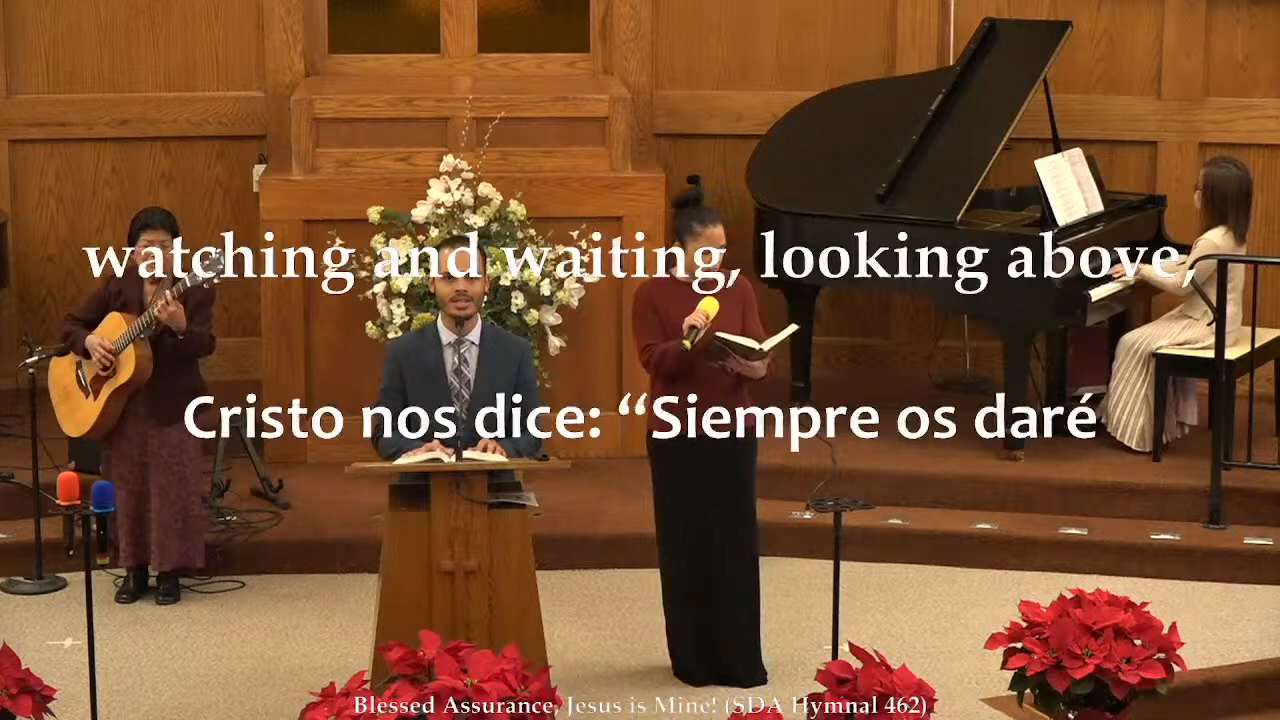 watching and waiting, looking above,
Cristo nos dice: “Siempre os daré
Blessed Assurance, Jesus is Mine! (SDA Hymnal 462)